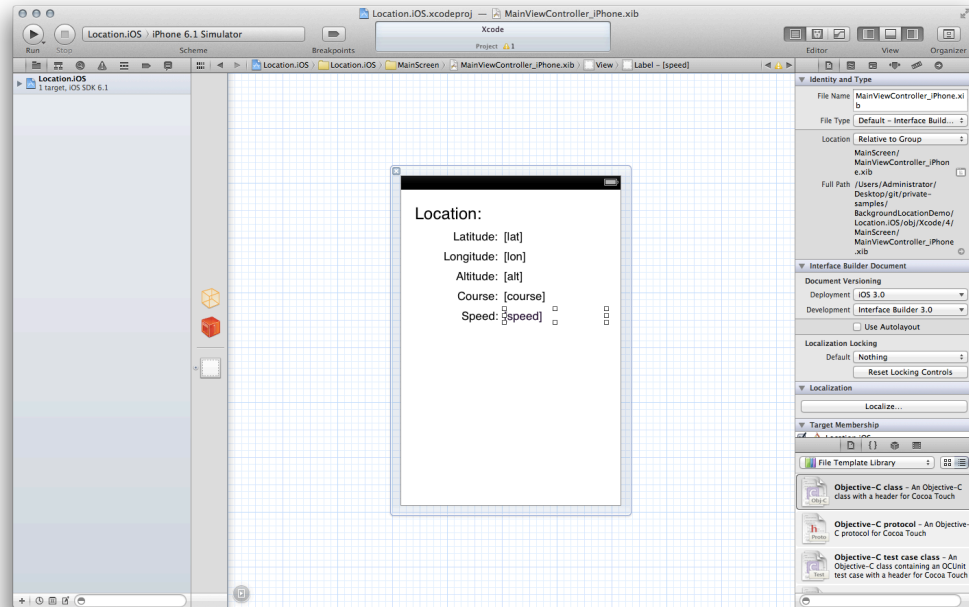 Location.iOS.xcodeproj — MainViewController_iPhone.xib
Run
Stop
Location.iOS
iPhone 6.1 Simulator
Scheme
Breakpoints
Xcode
Project 1
Editor
View
Organizer
Location.iOS
Location.iOS
MainScreen
MainViewController_iPhone.xib
View
Label – [speed]
Location.iOS
1 target, iOS SDK 6.1
Location:
Latitude: [lat]
Longitude: [lon]
Altitude: [alt]
Course: [course]
Speed: [speed]
Identity and Type
File Name MainViewController_iPhone.xi
b
File Type Default - Interface Build...
Location Relative to Group
MainScreen/
MainViewController_iPhon
e.xib
Full Path /Users/Administrator/
Desktop/git/private-
samples/
BackgroundLocationDemo/
Location.iOS/obj/Xcode/4/
MainScreen/
MainViewController_iPhone
.xib
Interface Builder Document
Document Versioning
Deployment iOS 3.0
Development Interface Builder 3.0
Use Autolayout
Localization Locking
Default Nothing
Reset Locking Controls
Localization
Localize...
Target Membership
File Template Library
Obj-C
Objective-C class – An Objective-C
class with a header for Cocoa Touch
h
Proto
Objective-C protocol – An Objective-
C protocol for Cocoa Touch
Test
Objective-C test case class – An
Objective-C class containing an OCUnit
test case with a header for Cocoa Touch